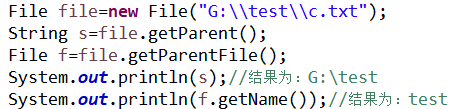 File file=new File("G:\\test\\c.txt");
String s=file.getParent();
File f=file.getParentFile();
System.out.println(s);//结果为：G:\test
System.out.println(f.getName());//结果为：test